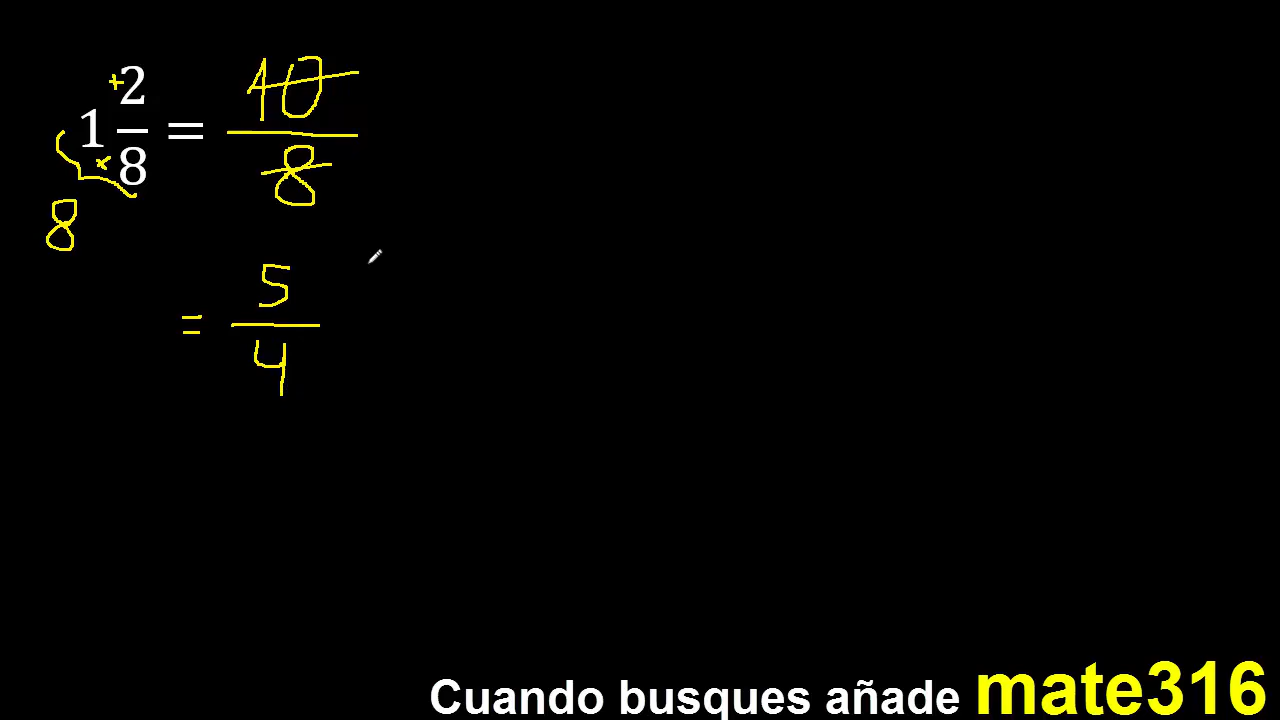 1 2/8 = 10/8
+
×
8
= 5/4
Cuando busques añade mate316